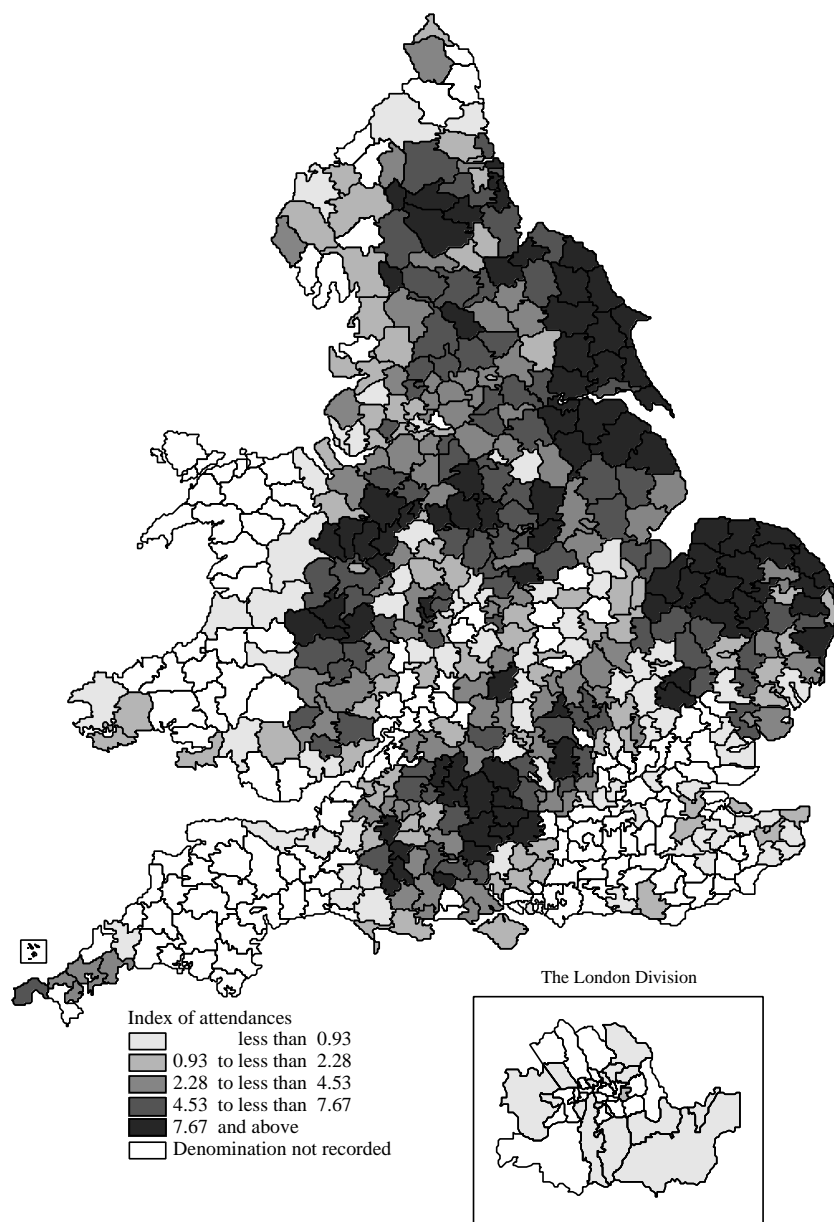 The London Division
Index of attendances
less than 0.93
0.93 to less than 2.28
2.28 to less than 4.53
4.53 to less than 7.67
7.67 and above
Denomination not recorded